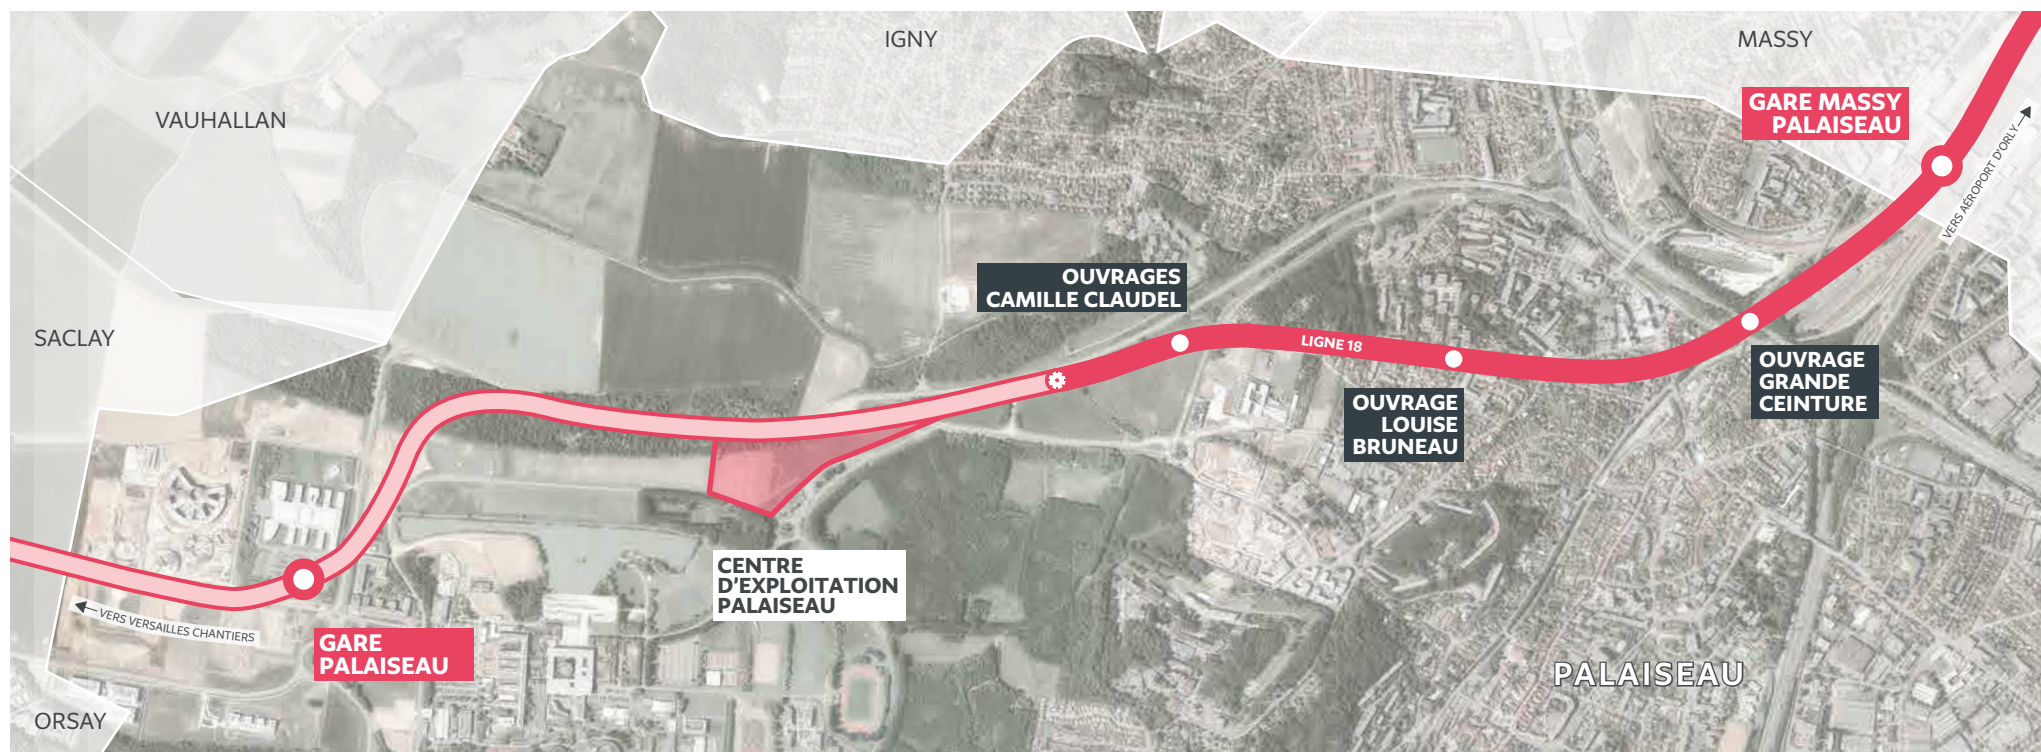 IGNY
MASSY
VAUHALLAN
GARE MASSY
PALAISEAU
VERS AÉROPORT D'ORLY
OUVRAGES
CAMILLE CLAUDEL
SACLAY
LIGNE 18
OUVRAGE
GRANDE
CEINTURE
OUVRAGE
LOUISE
BRUNEAU
CENTRE
D'EXPLOITATION
PALAISEAU
VERS VERSAILLES CHANTIERS
GARE
PALAISEAU
PALAISEAU
ORSAY